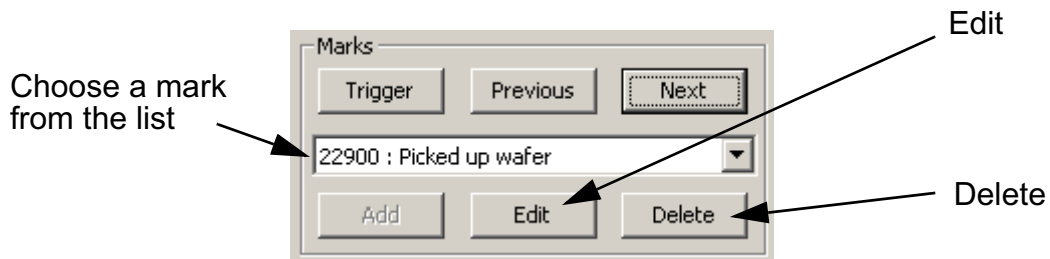 Edit
Marks
Choose a mark
from the list
Trigger Previous Next
22900 : Picked up wafer
Add Edit Delete
Delete